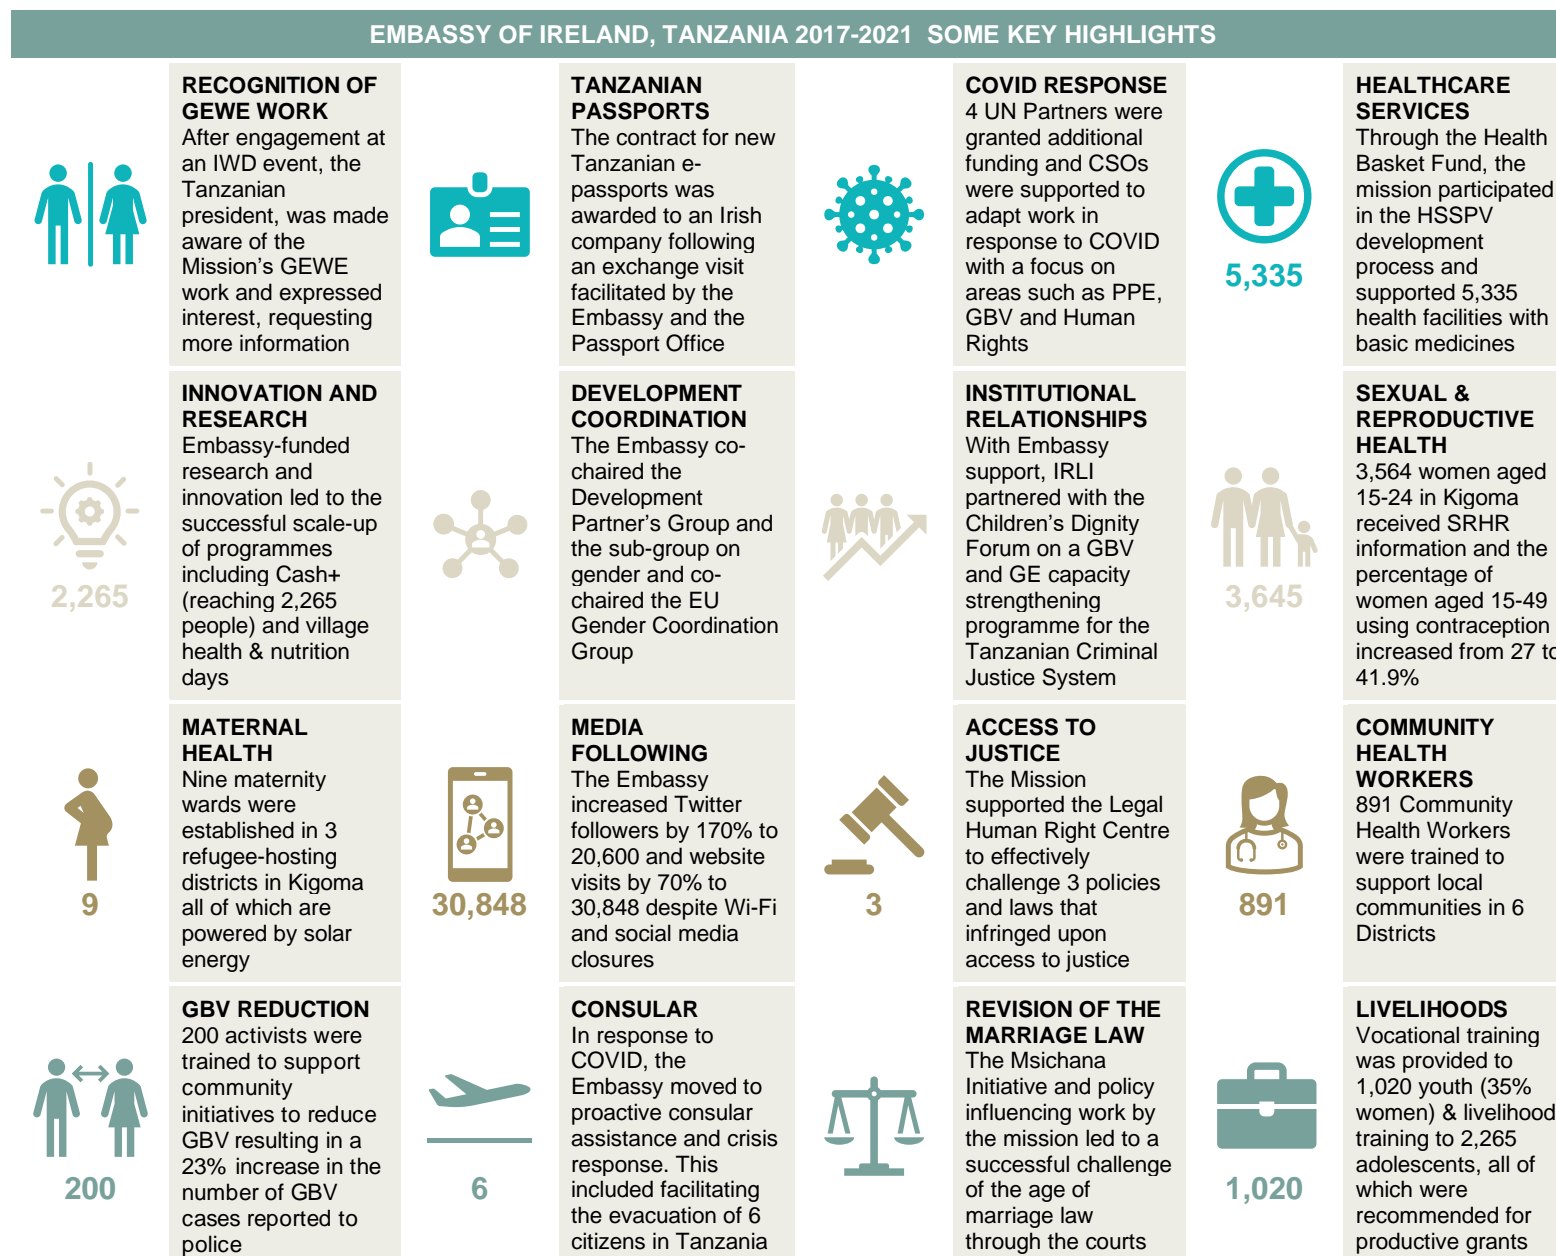 EMBASSY OF IRELAND, TANZANIA 2017-2021 SOME KEY HIGHLIGHTS
RECOGNITION OF
GEWE WORK
After engagement at
an IWD event, the
Tanzanian
president, was made
aware of the
Mission's GEWE
work and expressed
interest, requesting
more information
TANZANIAN
PASSPORTS
The contract for new
Tanzanian e-
passports was
awarded to an Irish
company following
an exchange visit
facilitated by the
Embassy and the
Passport Office
COVID RESPONSE
4 UN Partners were
granted additional
funding and CSOs
were supported to
adapt work in
response to COVID
with a focus on
areas such as PPE,
GBV and Human
Rights
5,335
HEALTHCARE
SERVICES
Through the Health
Basket Fund, the
mission participated
in the HSSPV
development
process and
supported 5,335
health facilities with
basic medicines
2,265
INNOVATION AND
RESEARCH
Embassy-funded
research and
innovation led to the
successful scale-up
of programmes
including Cash+
(reaching 2,265
people) and village
health & nutrition
days
DEVELOPMENT
COORDINATION
The Embassy co-
chaired the
Development
Partner's Group and
the sub-group on
gender and co-
chaired the EU
Gender Coordination
Group
INSTITUTIONAL
RELATIONSHIPS
With Embassy
support, IRLI
partnered with the
Children's Dignity
Forum on a GBV
and GE capacity
strengthening
programme for the
Tanzanian Criminal
Justice System
3,645
SEXUAL &
REPRODUCTIVE
HEALTH
3,564 women aged
15-24 in Kigoma
received SRHR
information and the
percentage of
women aged 15-49
using contraception
increased from 27 to
41.9%
9
MATERNAL
HEALTH
Nine maternity
wards were
established in 3
refugee-hosting
districts in Kigoma
all of which are
powered by solar
energy
30,848
MEDIA
FOLLOWING
The Embassy
increased Twitter
followers by 170% to
20,600 and website
visits by 70% to
30,848 despite Wi-Fi
and social media
closures
3
ACCESS TO
JUSTICE
The Mission
supported the Legal
Human Right Centre
to effectively
challenge 3 policies
and laws that
infringed upon
access to justice
891
COMMUNITY
HEALTH
WORKERS
891 Community
Health Workers
were trained to
support local
communities in 6
Districts
200
GBV REDUCTION
200 activists were
trained to support
community
initiatives to reduce
GBV resulting in a
23% increase in the
number of GBV
cases reported to
police
6
CONSULAR
In response to
COVID, the
Embassy moved to
proactive consular
assistance and crisis
response. This
included facilitating
the evacuation of 6
citizens in Tanzania
REVISION OF THE
MARRIAGE LAW
The Msichana
Initiative and policy
influencing work by
the mission led to a
successful challenge
of the age of
marriage law
through the courts
1,020
LIVELIHOODS
Vocational training
was provided to
1,020 youth (35%
women) & livelihood
training to 2,265
adolescents, all of
which were
recommended for
productive grants